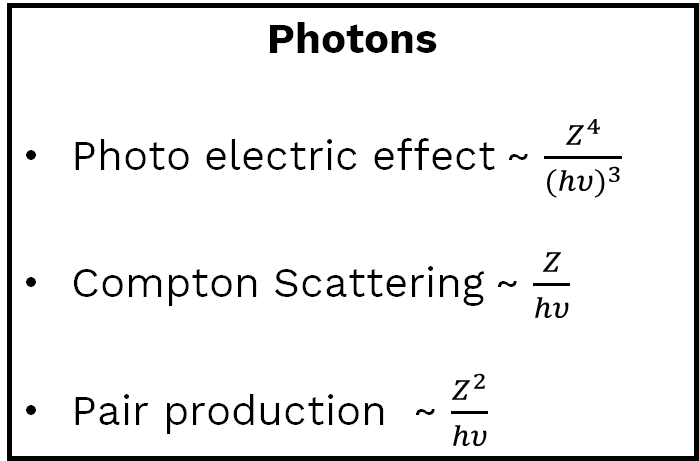 Photons
• Photo electric effect ~ Z⁴/(hυ)³
• Compton Scattering ~ Z/hυ
• Pair production ~ Z²/hυ